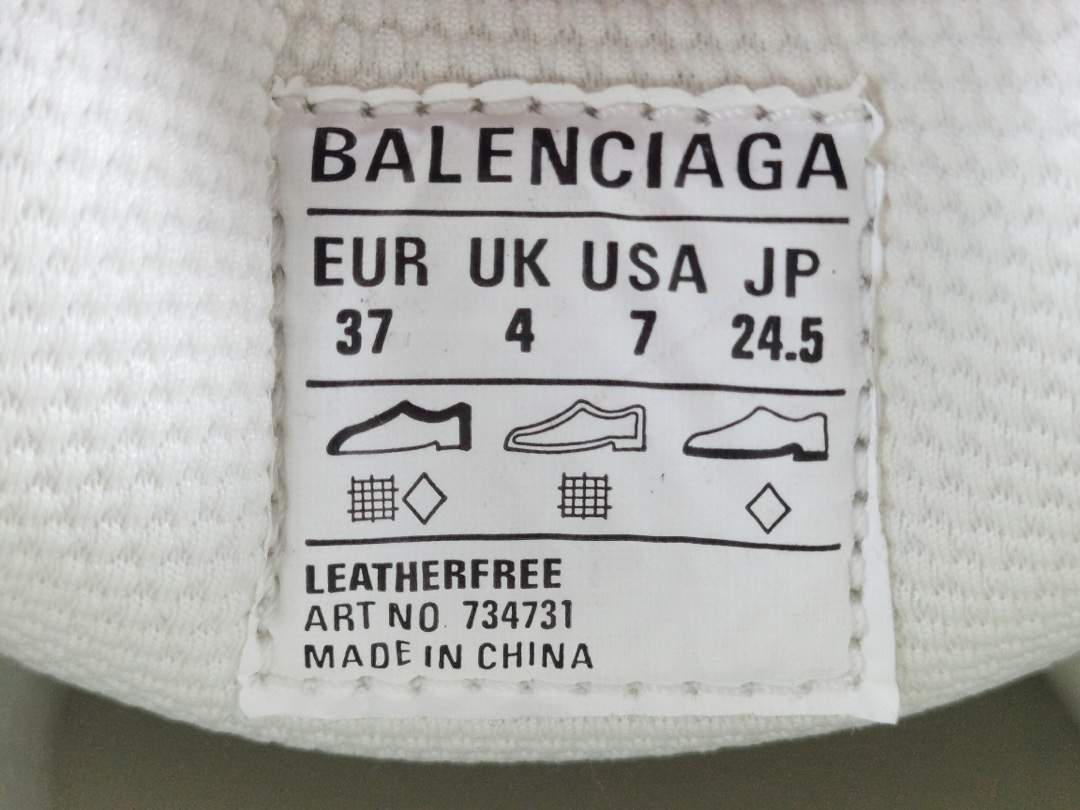 BALENCIAGA
EUR UK USA JP
37 4 7 24.5
LEATHERFREE
ART NO. 734731
MADE IN CHINA